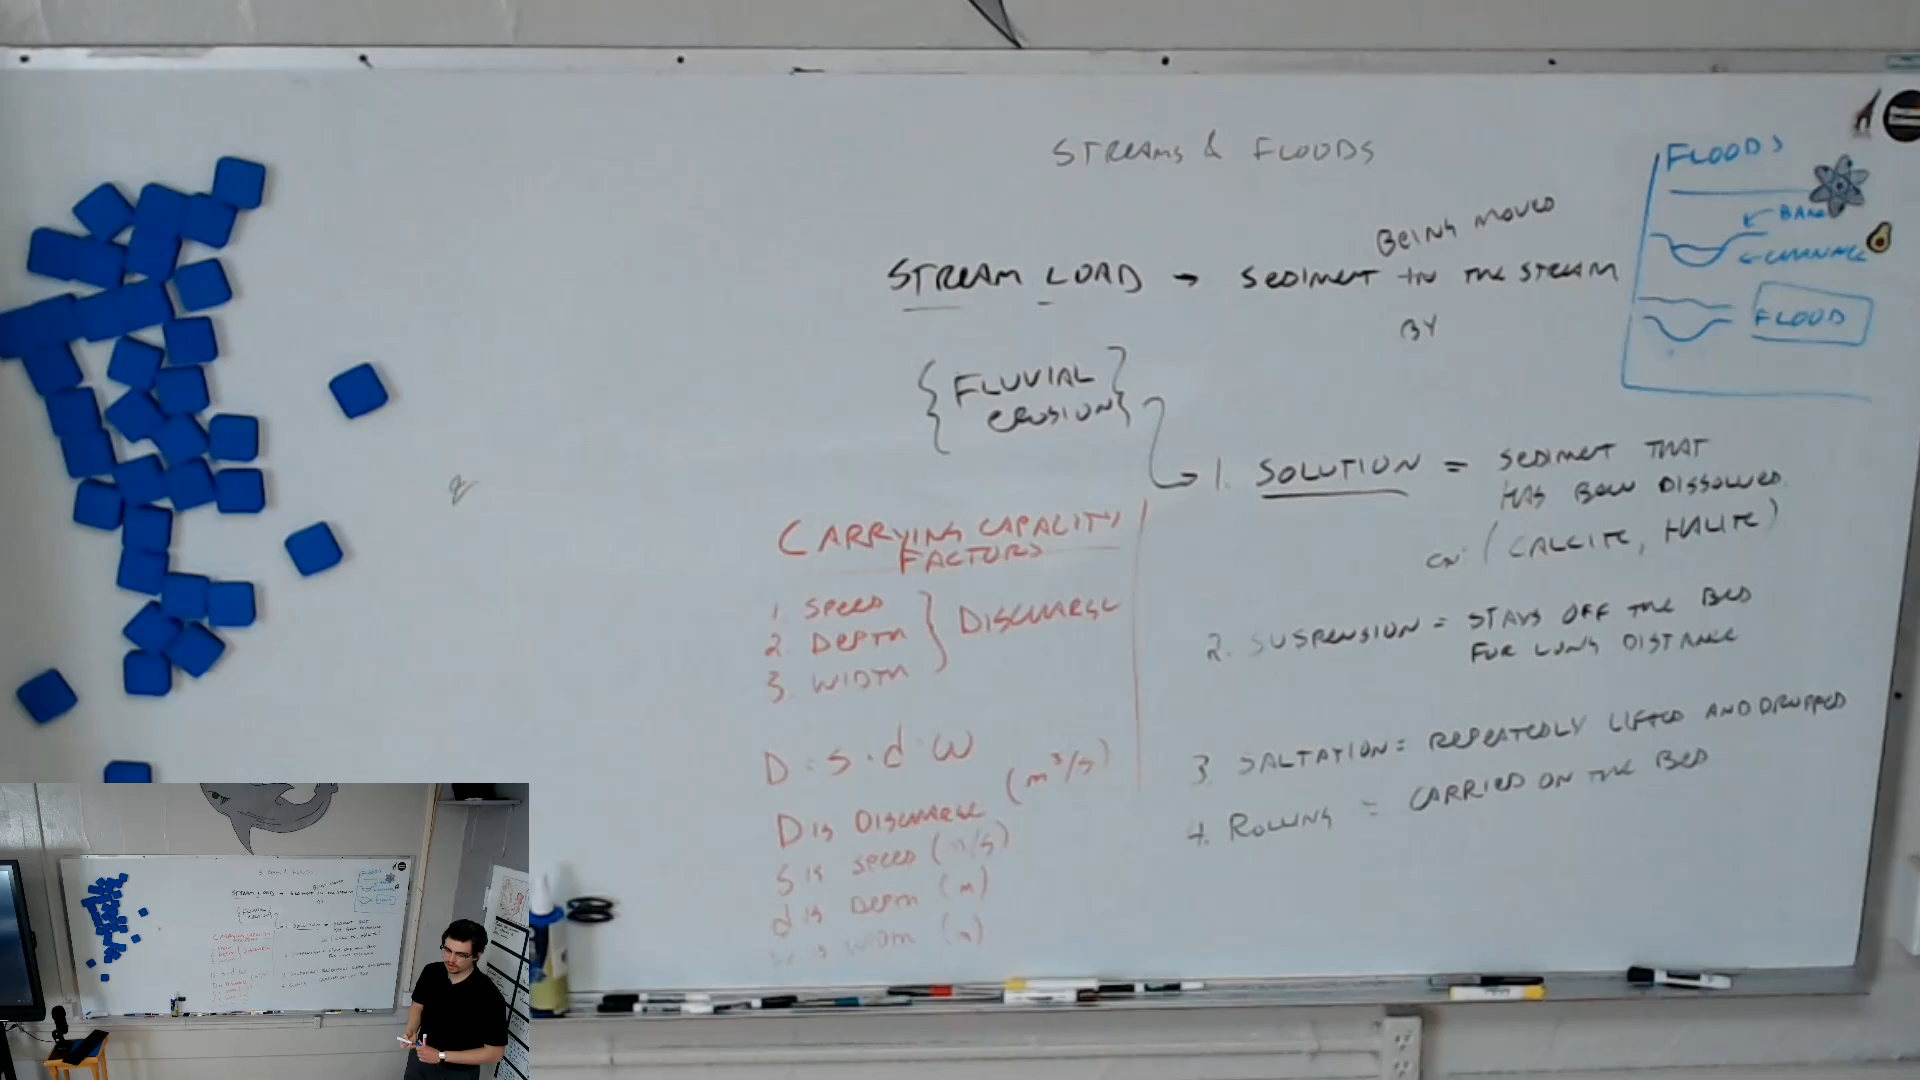 STREAMS & FLOODS
BEING MOVED
STREAM LOAD → SEDIMENT IN THE STREAM
BY
{FLUVIAL
EROSION}
1. SOLUTION = SEDIMENT THAT
HAS BEEN DISSOLVED.
(CALCITE, HALITE)
2. SUSPENSION = STAYS OFF THE BED
FOR LONG DISTANCE
3. SALTATION = REPEATEDLY LIFTED AND DROPPED
4. ROLLING = CARRIED ON THE BED
CARRYING CAPACITY
FACTORS
1. SPEED
2. DEPTH } DISCHARGE
3. WIDTH
D = s · d · w
(m³/s)
D IS DISCHARGE
S IS SPEED (m/s)
d IS DEPTH (m)
w IS WIDTH (m)
FLOODS
BANK
CHANNEL
FLOOD